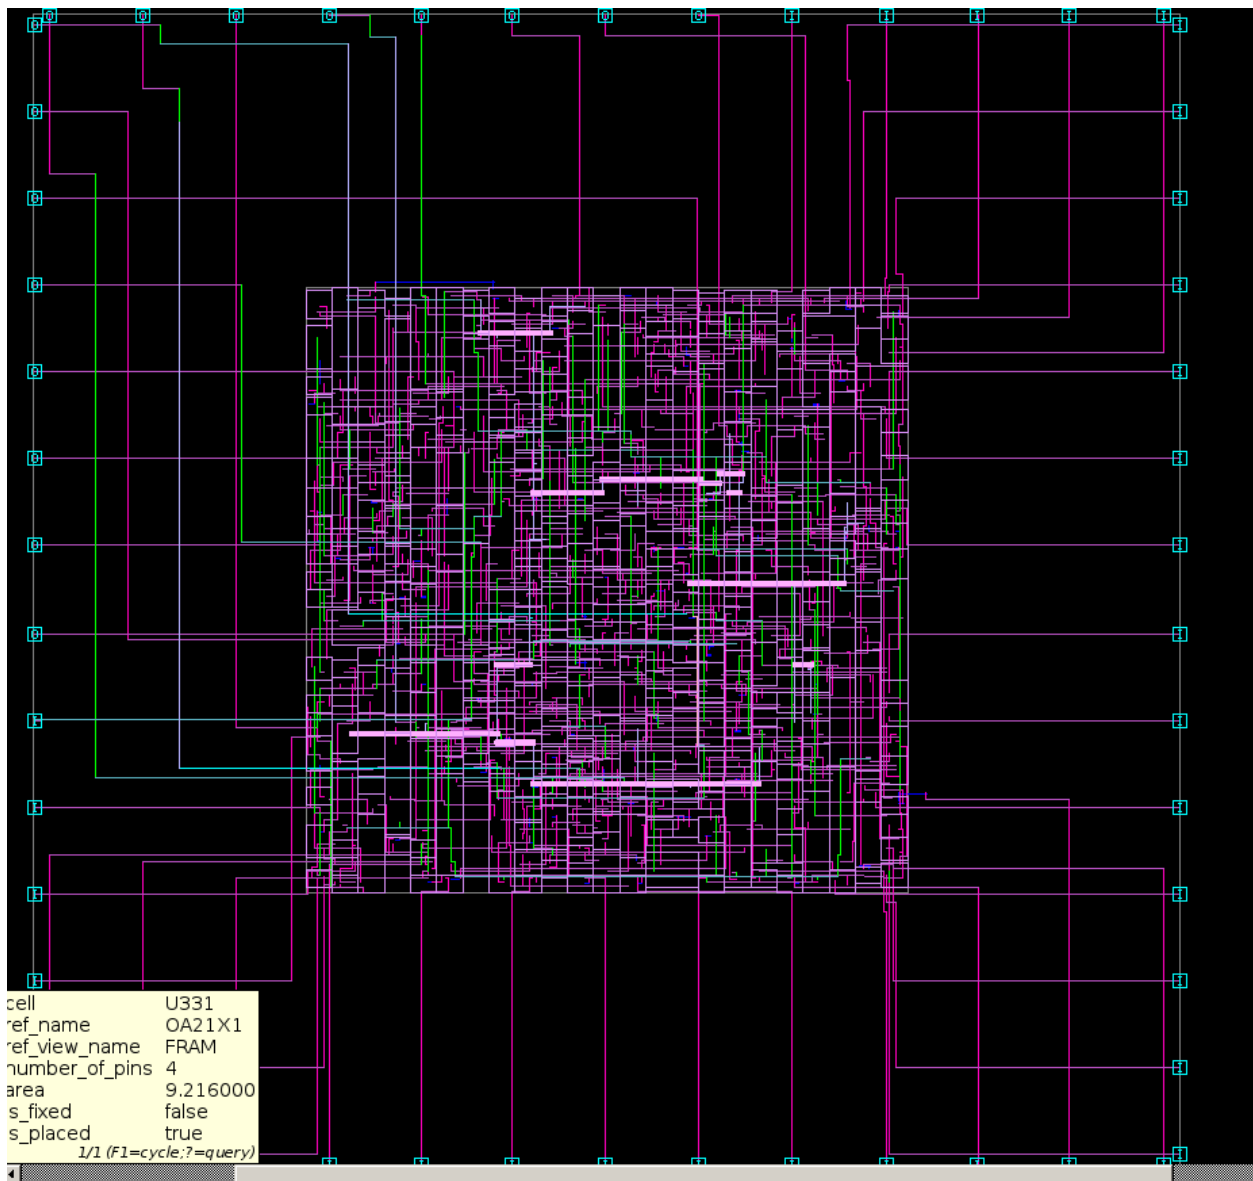 O O O O O O O O I I I I I
O I
O I
O I
O I
O I
O I
O I
O I
I I
I I
I I
I I
cell U331
ref_name OA21X1
ref_view_name FRAM
number_of_pins 4
area 9.216000
s_fixed false
s_placed true
1/1 (F1=cycle;?=query)
I
I